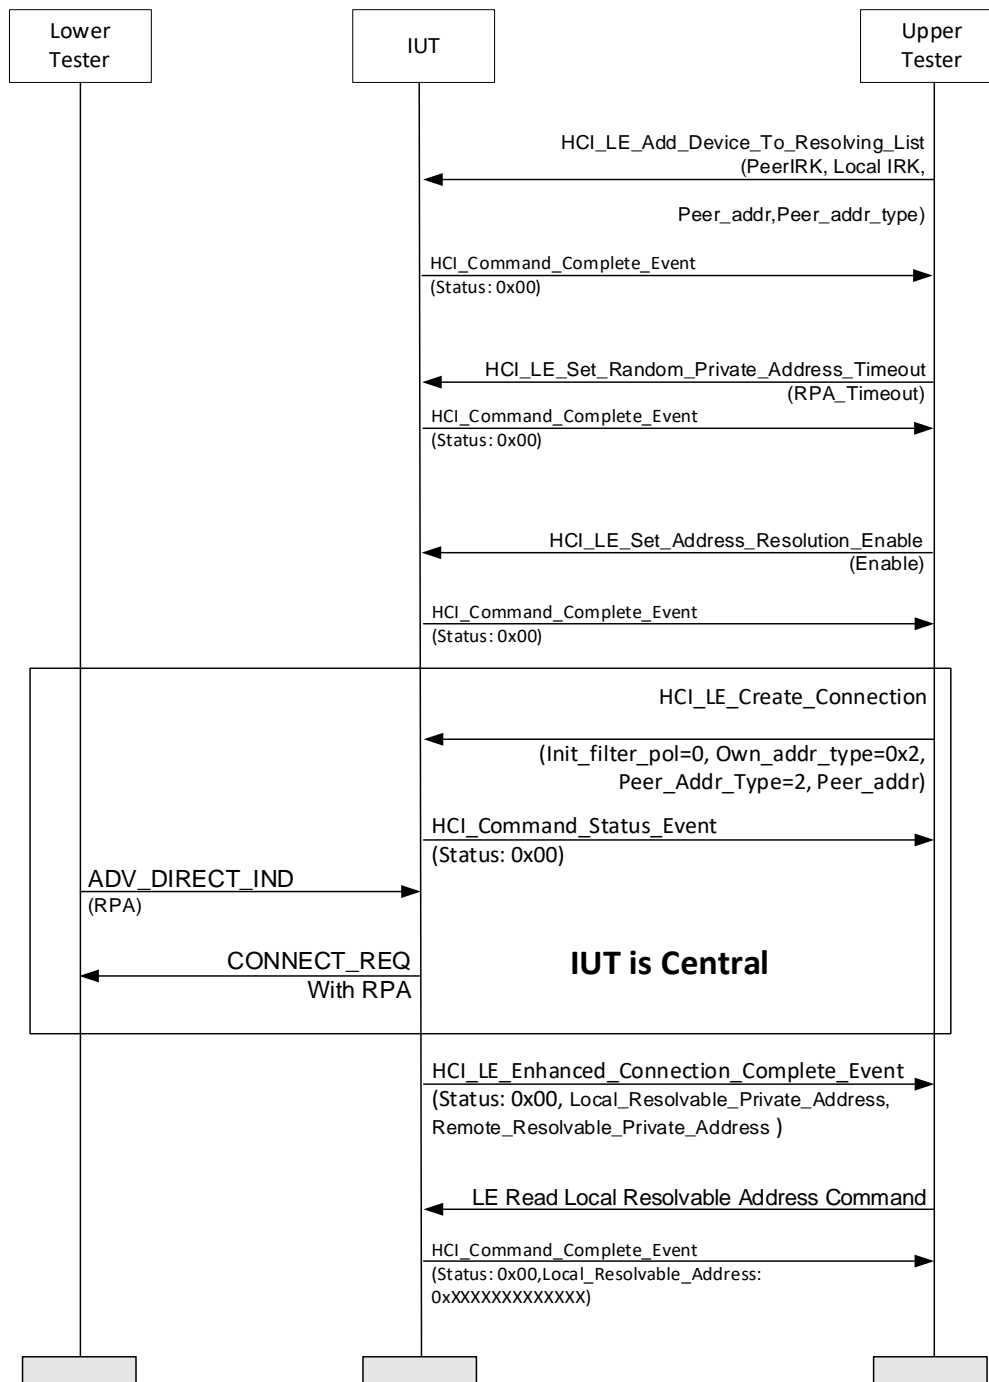 Lower
Tester
IUT
Upper
Tester
HCI_LE_Add_Device_To_Resolving_List
(PeerIRK, Local IRK,
Peer_addr,Peer_addr_type)
HCI_Command_Complete_Event
(Status: 0x00)
HCI_LE_Set_Random_Private_Address_Timeout
(RPA_Timeout)
HCI_Command_Complete_Event
(Status: 0x00)
HCI_LE_Set_Address_Resolution_Enable
(Enable)
HCI_Command_Complete_Event
(Status: 0x00)
HCI_LE_Create_Connection
(Init_filter_pol=0, Own_addr_type=0x2,
Peer_Addr_Type=2, Peer_addr)
HCI_Command_Status_Event
(Status: 0x00)
ADV_DIRECT_IND
(RPA)
CONNECT_REQ
With RPA
IUT is Central
HCI_LE_Enhanced_Connection_Complete_Event
(Status: 0x00, Local_Resolvable_Private_Address,
Remote_Resolvable_Private_Address )
LE Read Local Resolvable Address Command
HCI_Command_Complete_Event
(Status: 0x00,Local_Resolvable_Address:
0xXXXXXXXXXXXXX)